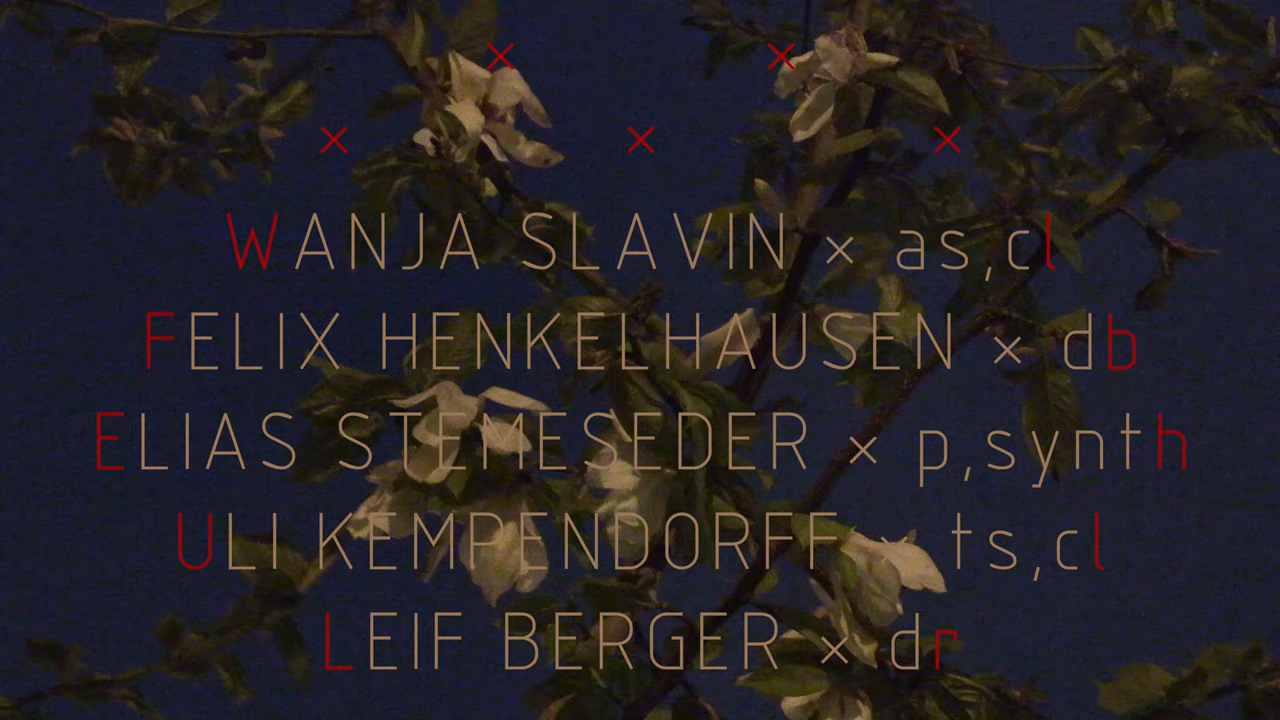 × ×
× × ×
WANJA SLAVIN × as,cl
FELIX HENKELHAUSEN × db
ELIAS STEMESEDER × p,synth
ULI KEMPENDORFF × ts,cl
LEIF BERGER × dr